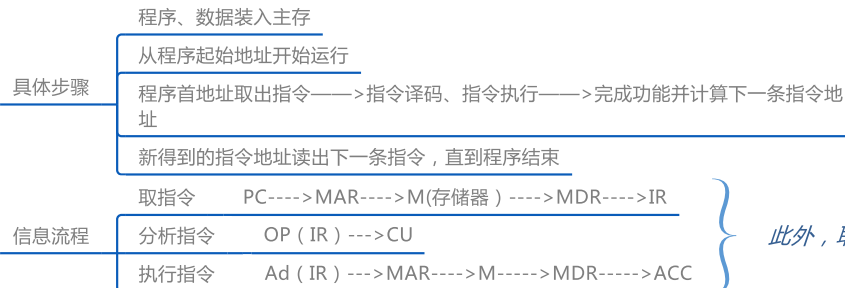 程序、数据装入主存
从程序起始地址开始运行
具体步骤
程序首地址取出指令——>指令译码、指令执行——>完成功能并计算下一条指令地
址
新得到的指令地址读出下一条指令，直到程序结束
取指令 PC---->MAR---->M(存储器）---->MDR---->IR
信息流程
分析指令 OP（IR）--->CU
此外，
执行指令 Ad（IR）--->MAR---->M----->MDR----->ACC